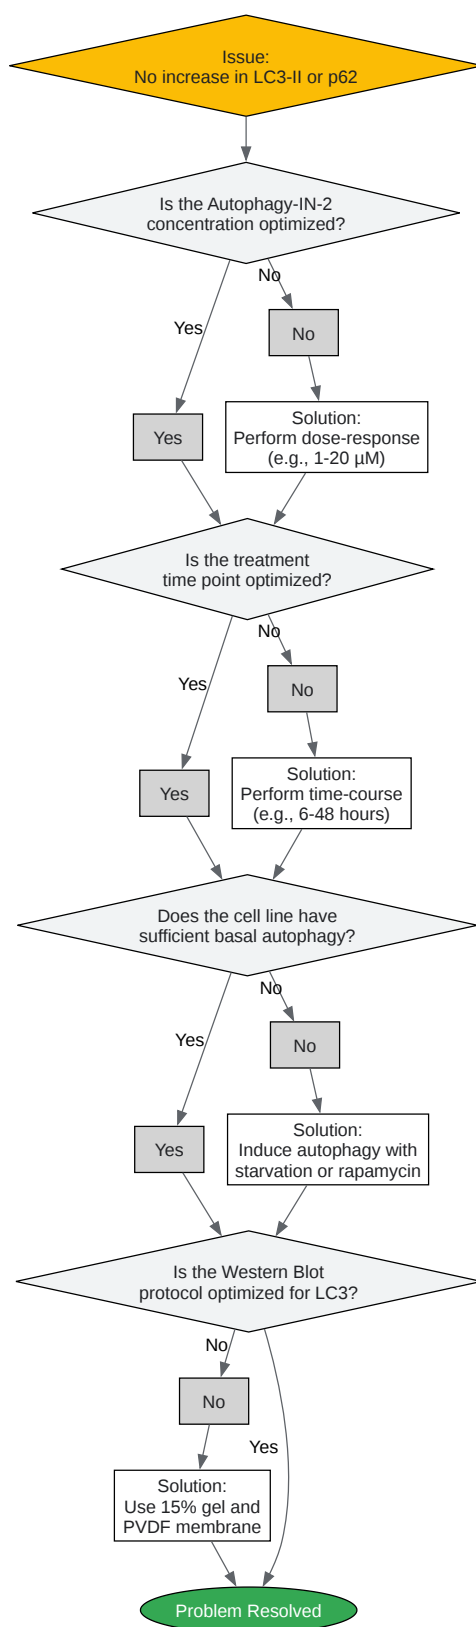 Issue:
No increase in LC3-II or p62
Is the Autophagy-IN-2
concentration optimized?
No
Yes
No
Yes
Solution:
Perform dose-response
(e.g., 1-20 µM)
Is the treatment
time point optimized?
No
Yes
No
Yes
Solution:
Perform time-course
(e.g., 6-48 hours)
Does the cell line have
sufficient basal autophagy?
No
Yes
No
Yes
Solution:
Induce autophagy with
starvation or rapamycin
Is the Western Blot
protocol optimized for LC3?
No
No
Yes
Solution:
Use 15% gel and
PVDF membrane
Problem Resolved